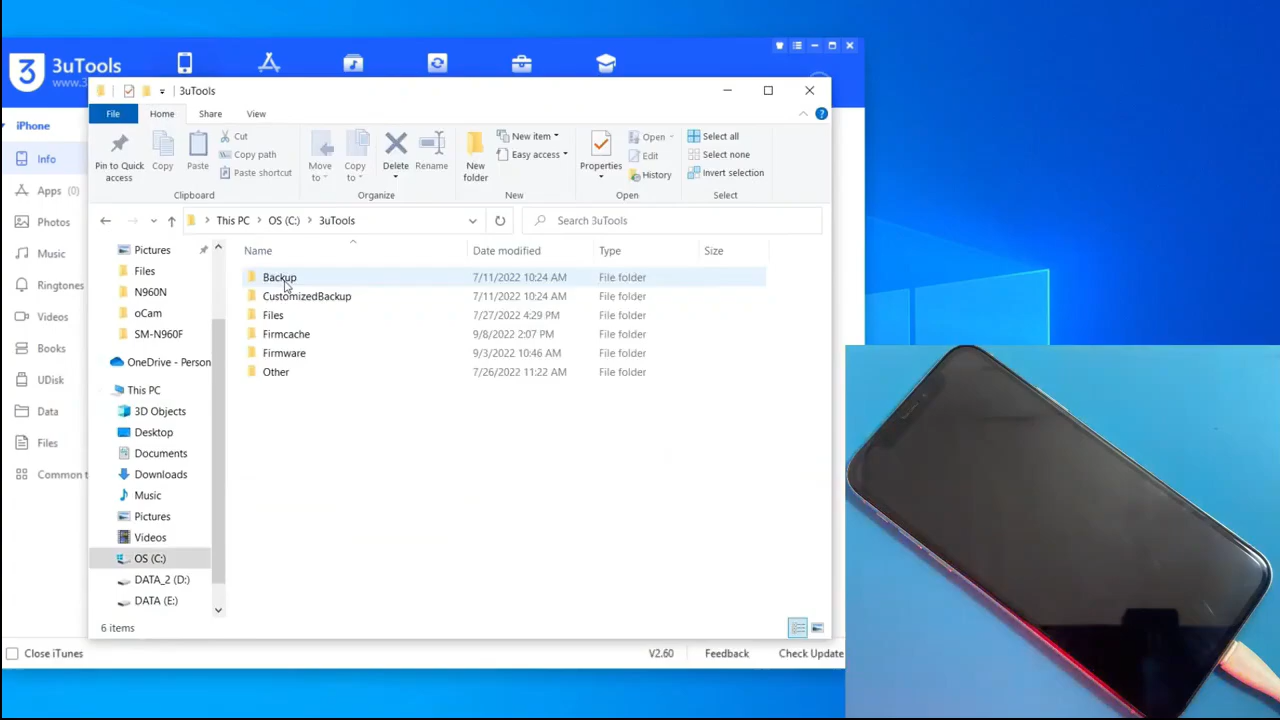 3 3uTools
www.3
3uTools
File Home Share View
Pin to Quick access
Copy
Paste
Cut
Copy path
Paste shortcut
Clipboard
Move to
Copy to
Delete
Rename
Organize
New folder
New item
Easy access
New
Properties
Open
Edit
History
Open
Select all
Select none
Invert selection
Select
This PC > OS (C:) > 3uTools
Search 3uTools
iPhone
Info
Apps (0)
Photos
Music
Ringtones
Videos
Books
UDisk
Data
Files
Common t
Pictures
Files
N960N
oCam
SM-N960F
OneDrive - Person
This PC
3D Objects
Desktop
Documents
Downloads
Music
Pictures
Videos
OS (C:)
DATA_2 (D:)
DATA (E:)
Name Date modified Type Size
Backup 7/11/2022 10:24 AM File folder
CustomizedBackup 7/11/2022 10:24 AM File folder
Files 7/27/2022 4:29 PM File folder
Firmcache 9/8/2022 2:07 PM File folder
Firmware 9/3/2022 10:46 AM File folder
Other 7/26/2022 11:22 AM File folder
6 items
Close iTunes V2.60 Feedback Check Update